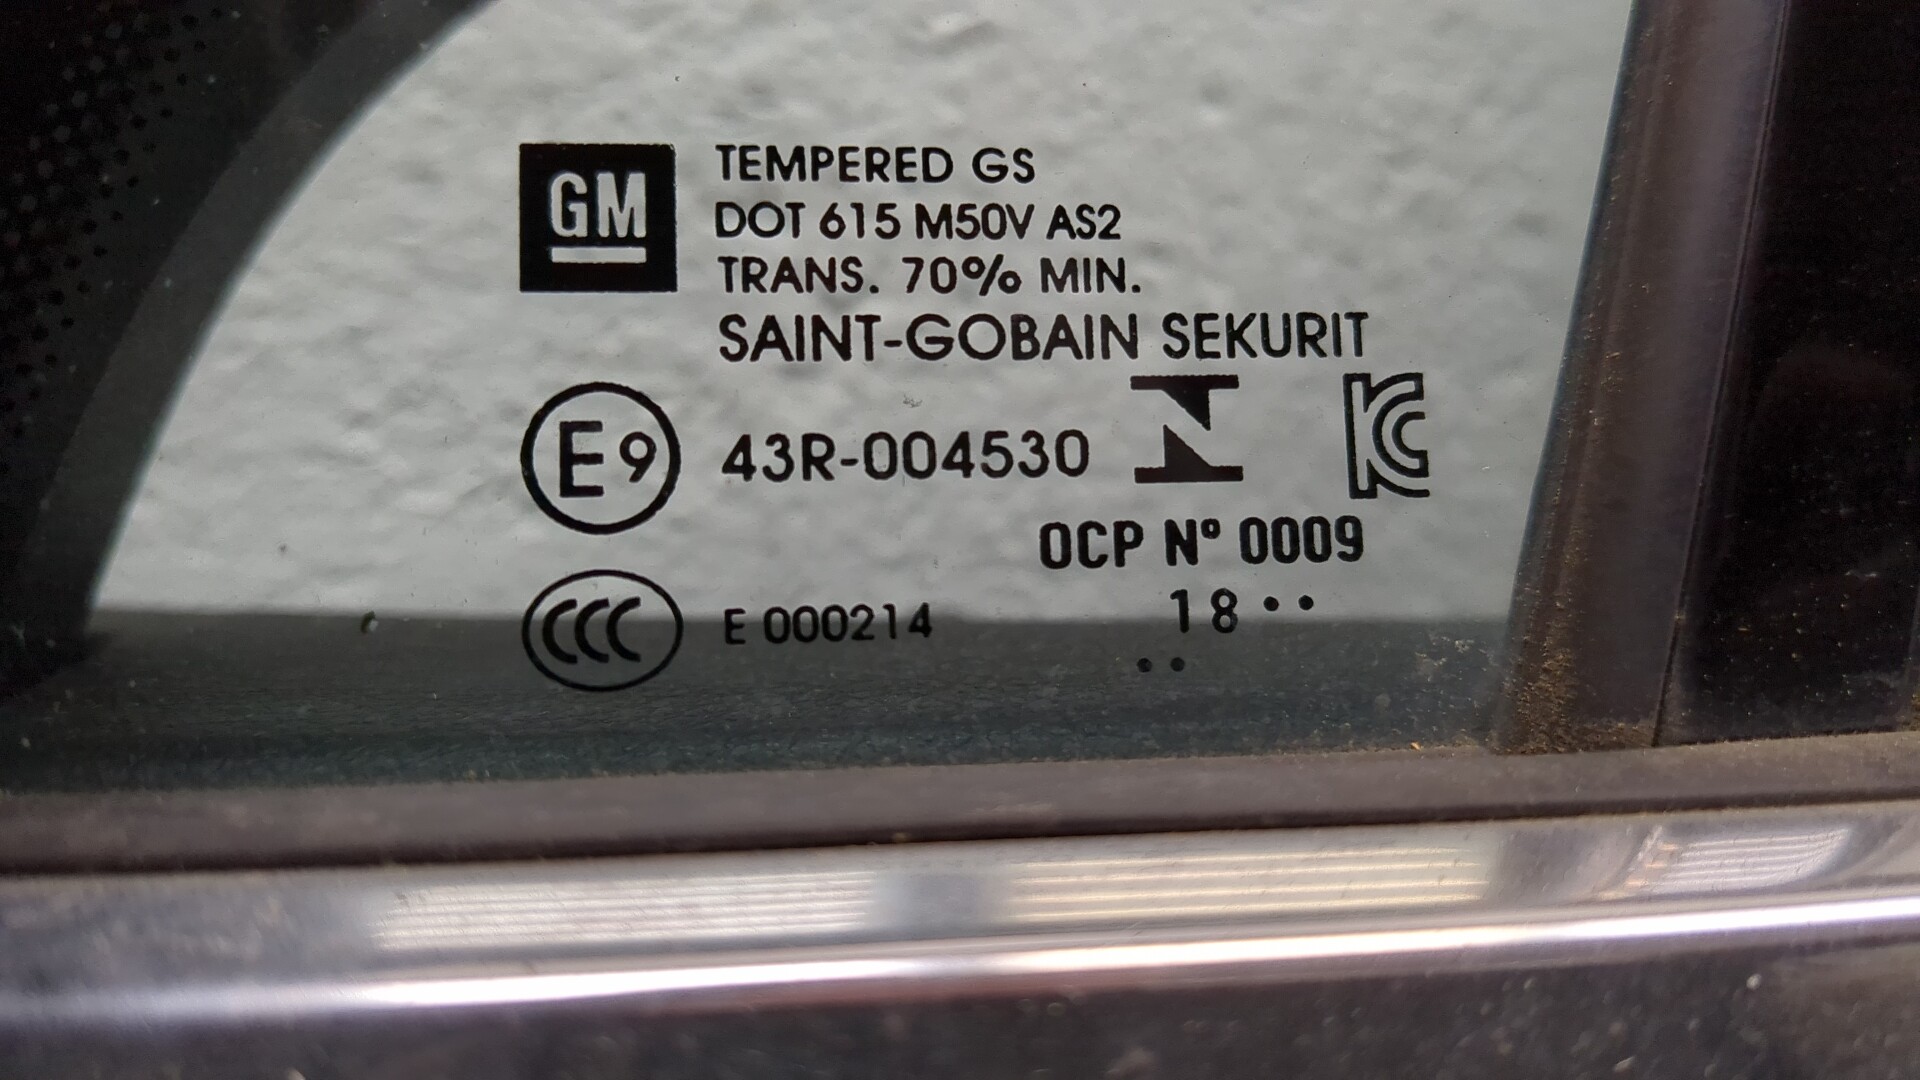 GM
TEMPERED GS
DOT 615 M50V AS2
TRANS. 70% MIN.
SAINT-GOBAIN SEKURIT
E9 43R-004530
KC
OCP Nº 0009
CCC E 000214
18 ••
••